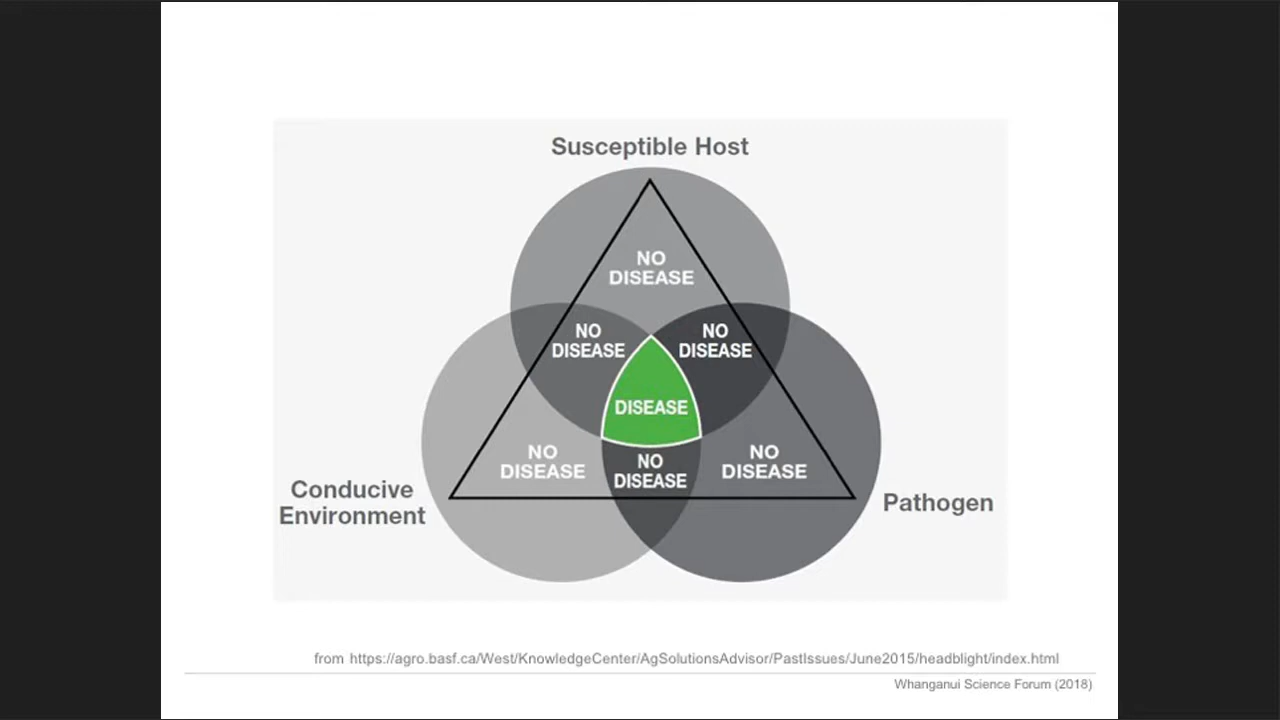 Susceptible Host
NO
DISEASE
NO
DISEASE
NO
DISEASE
DISEASE
NO
DISEASE
NO
DISEASE
NO
DISEASE
Conducive
Environment
Pathogen
from https://agro.basf.ca/West/KnowledgeCenter/AgSolutionsAdvisor/PastIssues/June2015/headblight/index.html
Whanganui Science Forum (2018)